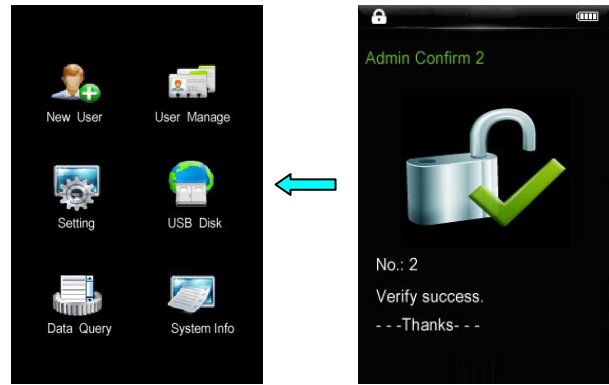 New User
User Manage
Setting
USB Disk
Data Query
System Info
Admin Confirm 2
No.: 2
Verify success.
- - -Thanks- - -